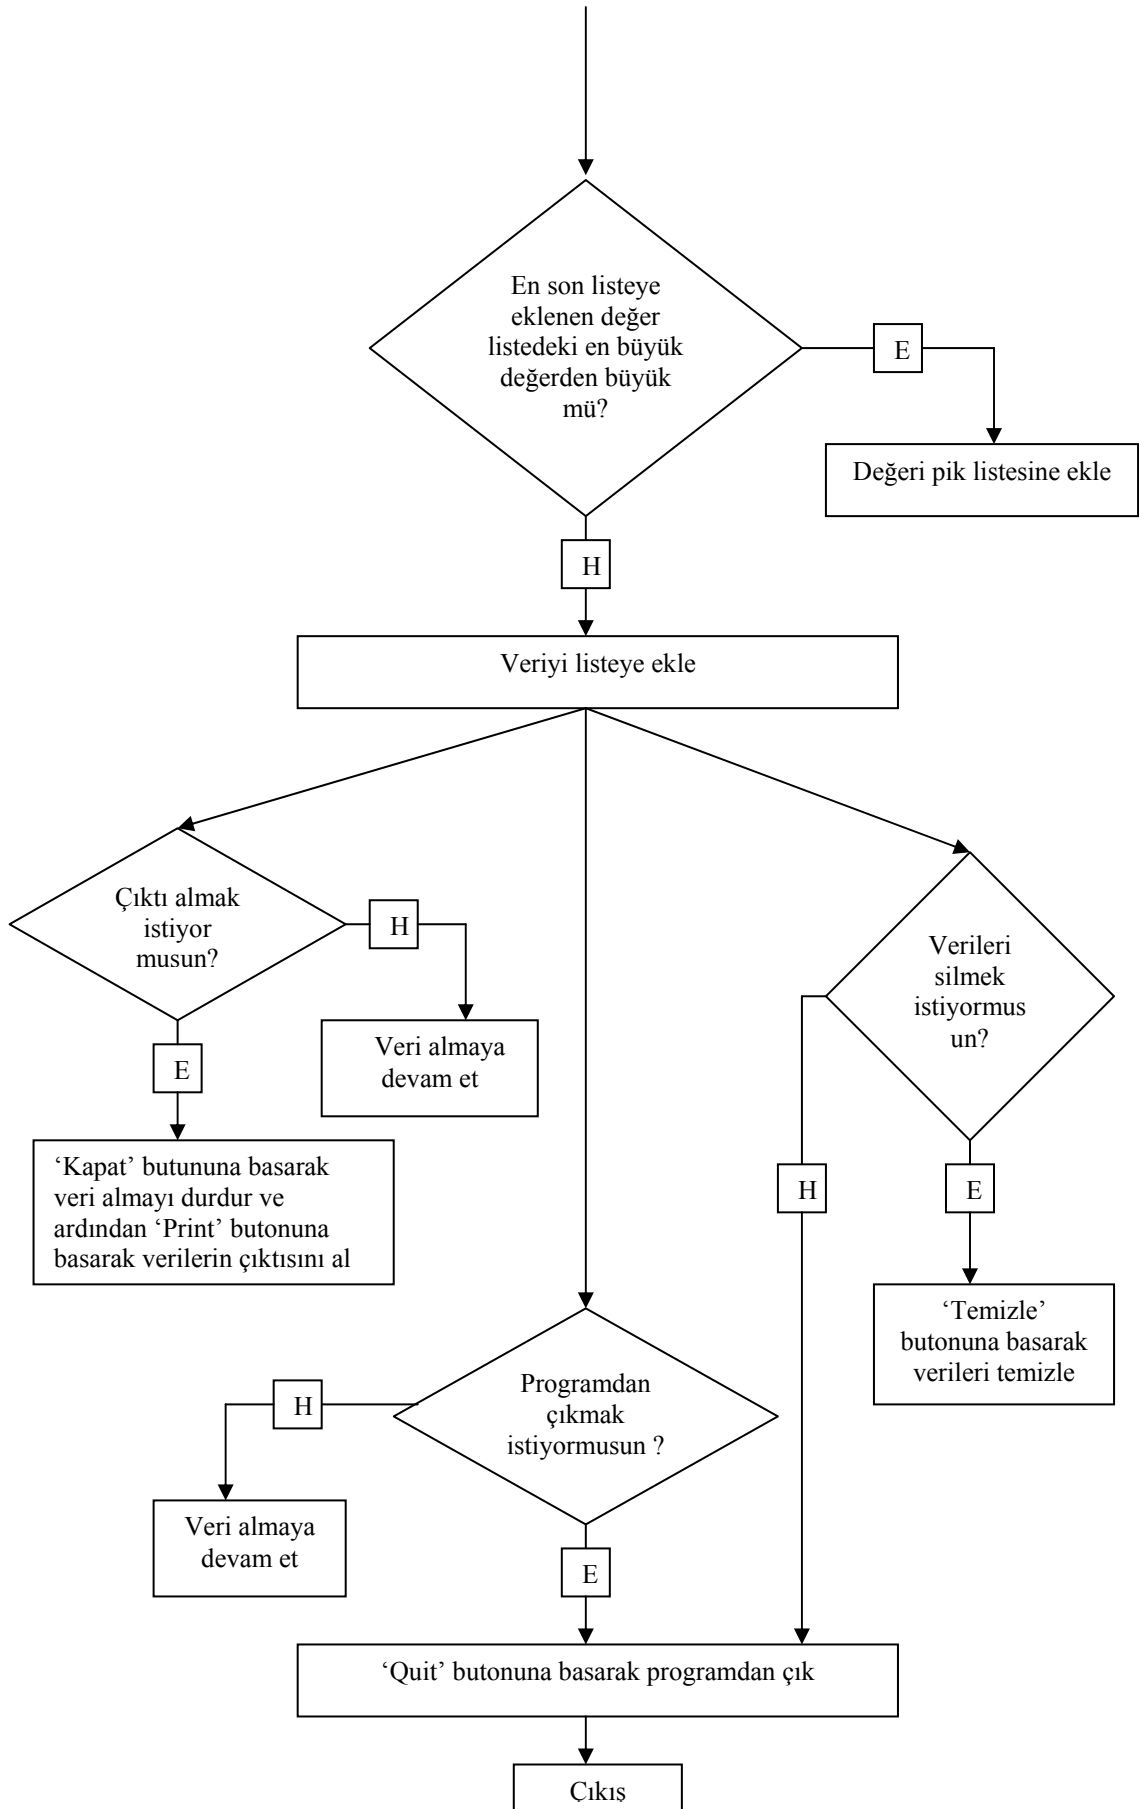 En son listeye
eklenen değer
listedeki en büyük
değerden büyük
mü?
E
Değeri pik listesine ekle
H
Veriyi listeye ekle
Çıktı almak
istiyor
musun?
H
Veri almaya
devam et
E
‘Kapat’ butununa basarak
veri almayı durdur ve
ardından ‘Print’ butonuna
basarak verilerin çıktısını al
Verileri
silmek
istiyormus
un?
H
E
‘Temizle’
butonuna basarak
verileri temizle
Programdan
çıkmak
istiyormusun ?
H
Veri almaya
devam et
E
‘Quit’ butonuna basarak programdan çık
Çıkış